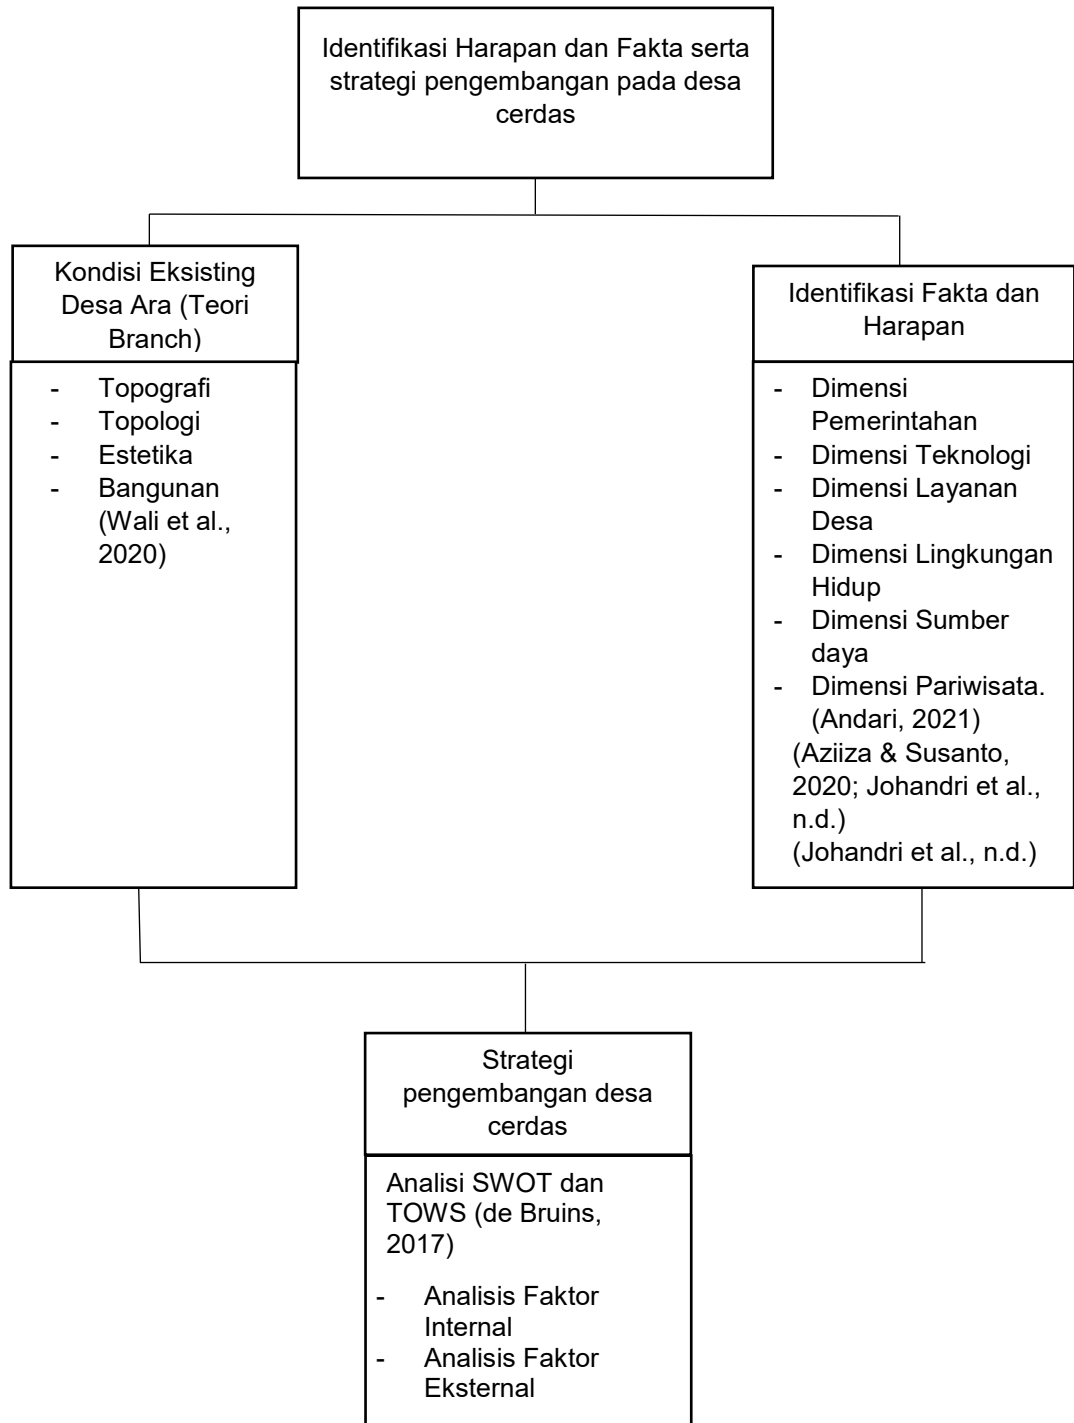 Identifikasi Harapan dan Fakta serta
strategi pengembangan pada desa
cerdas
Kondisi Eksisting
Desa Ara (Teori
Branch)
- Topografi
- Topologi
- Estetika
- Bangunan
(Wali et al.,
2020)
Identifikasi Fakta dan
Harapan
- Dimensi
Pemerintahan
- Dimensi Teknologi
- Dimensi Layanan
Desa
- Dimensi Lingkungan
Hidup
- Dimensi Sumber
daya
- Dimensi Pariwisata.
(Andari, 2021)
(Aziiza & Susanto,
2020; Johandri et al.,
n.d.)
(Johandri et al., n.d.)
Strategi
pengembangan desa
cerdas
Analisi SWOT dan
TOWS (de Bruins,
2017)
- Analisis Faktor
Internal
- Analisis Faktor
Eksternal